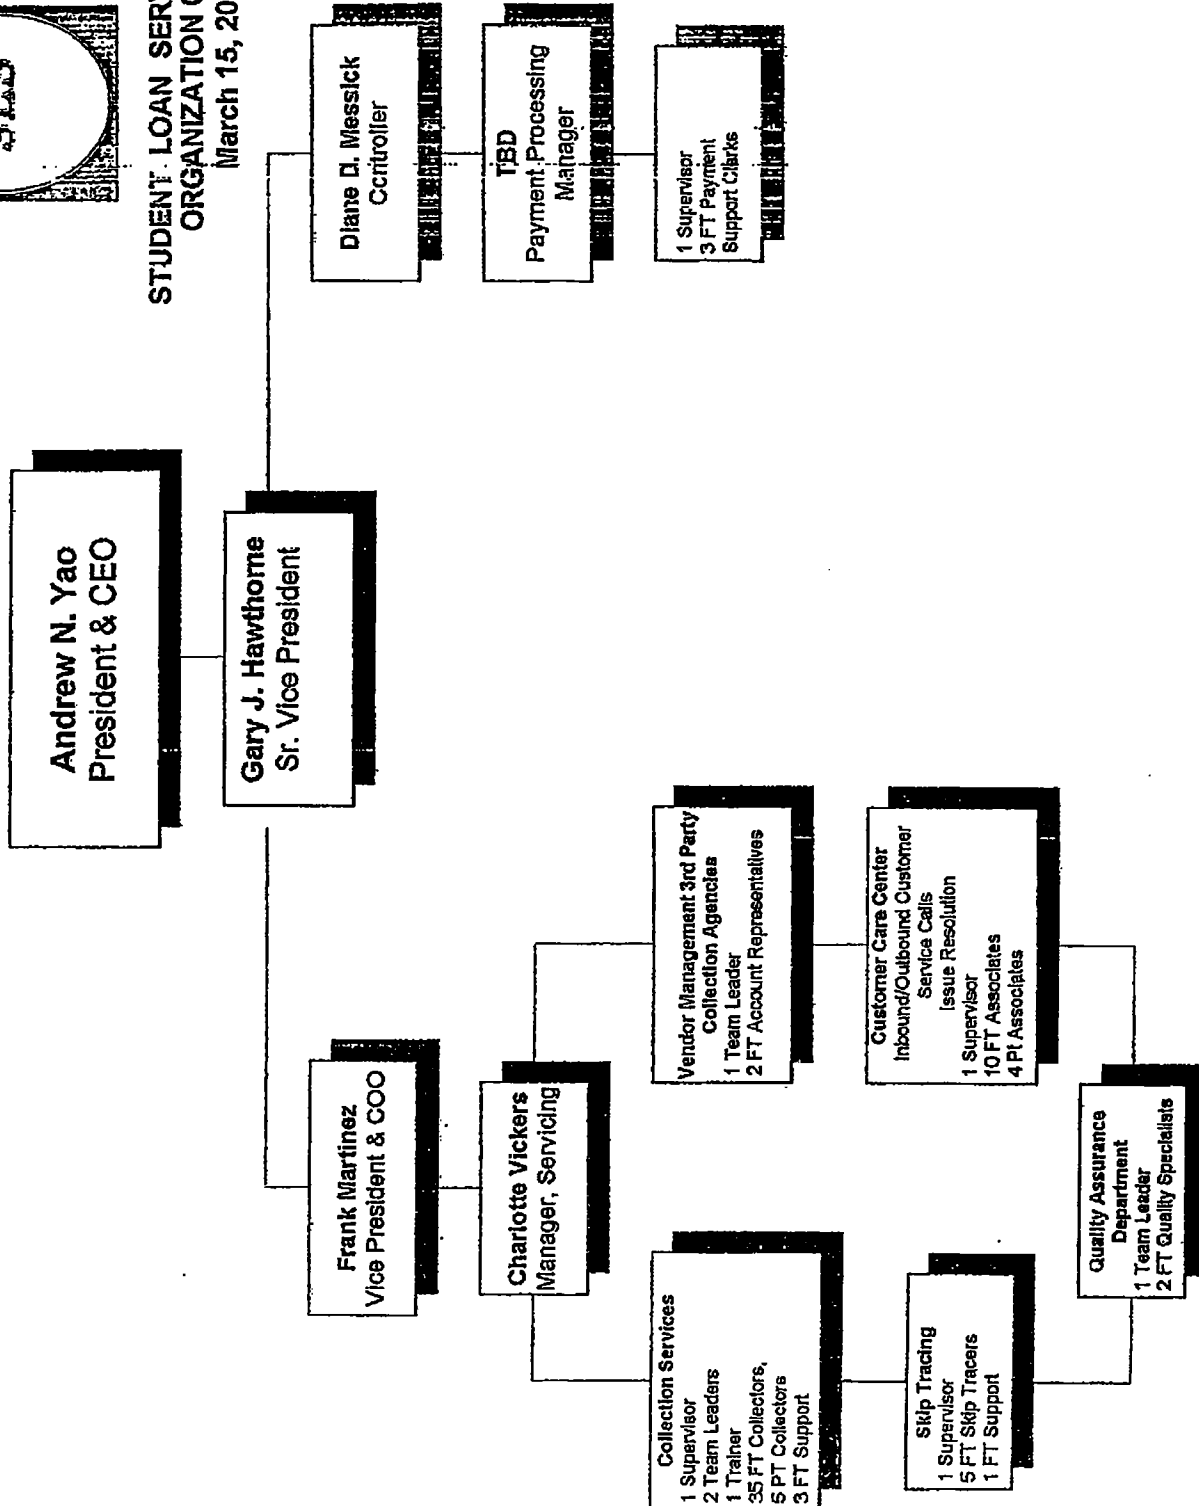 STUDENT LOAN SERV
ORGANIZATION
March 15, 20
Andrew N. Yao
President & CEO
Gary J. Hawthorne
Sr. Vice President
Frank Martinez
Vice President & COO
Diane D. Messick
Controller
Charlotte Vickers
Manager, Servicing
TBD
Payment Processing
Manager
Collection Services
1 Supervisor
2 Team Leaders
1 Trainer
35 FT Collectors,
5 PT Collectors
3 FT Support
Vendor Management 3rd Party
Collection Agencies
1 Team Leader
2 FT Account Representatives
1 Supervisor
3 FT Payment
Support Clerks
Skip Tracing
1 Supervisor
5 FT Skip Tracers
1 FT Support
Customer Care Center
Inbound/Outbound Customer
Service Calls
Issue Resolution
1 Supervisor
10 FT Associates
4 Pt Associates
Quality Assurance
Department
1 Team Leader
2 FT Quality Specialists